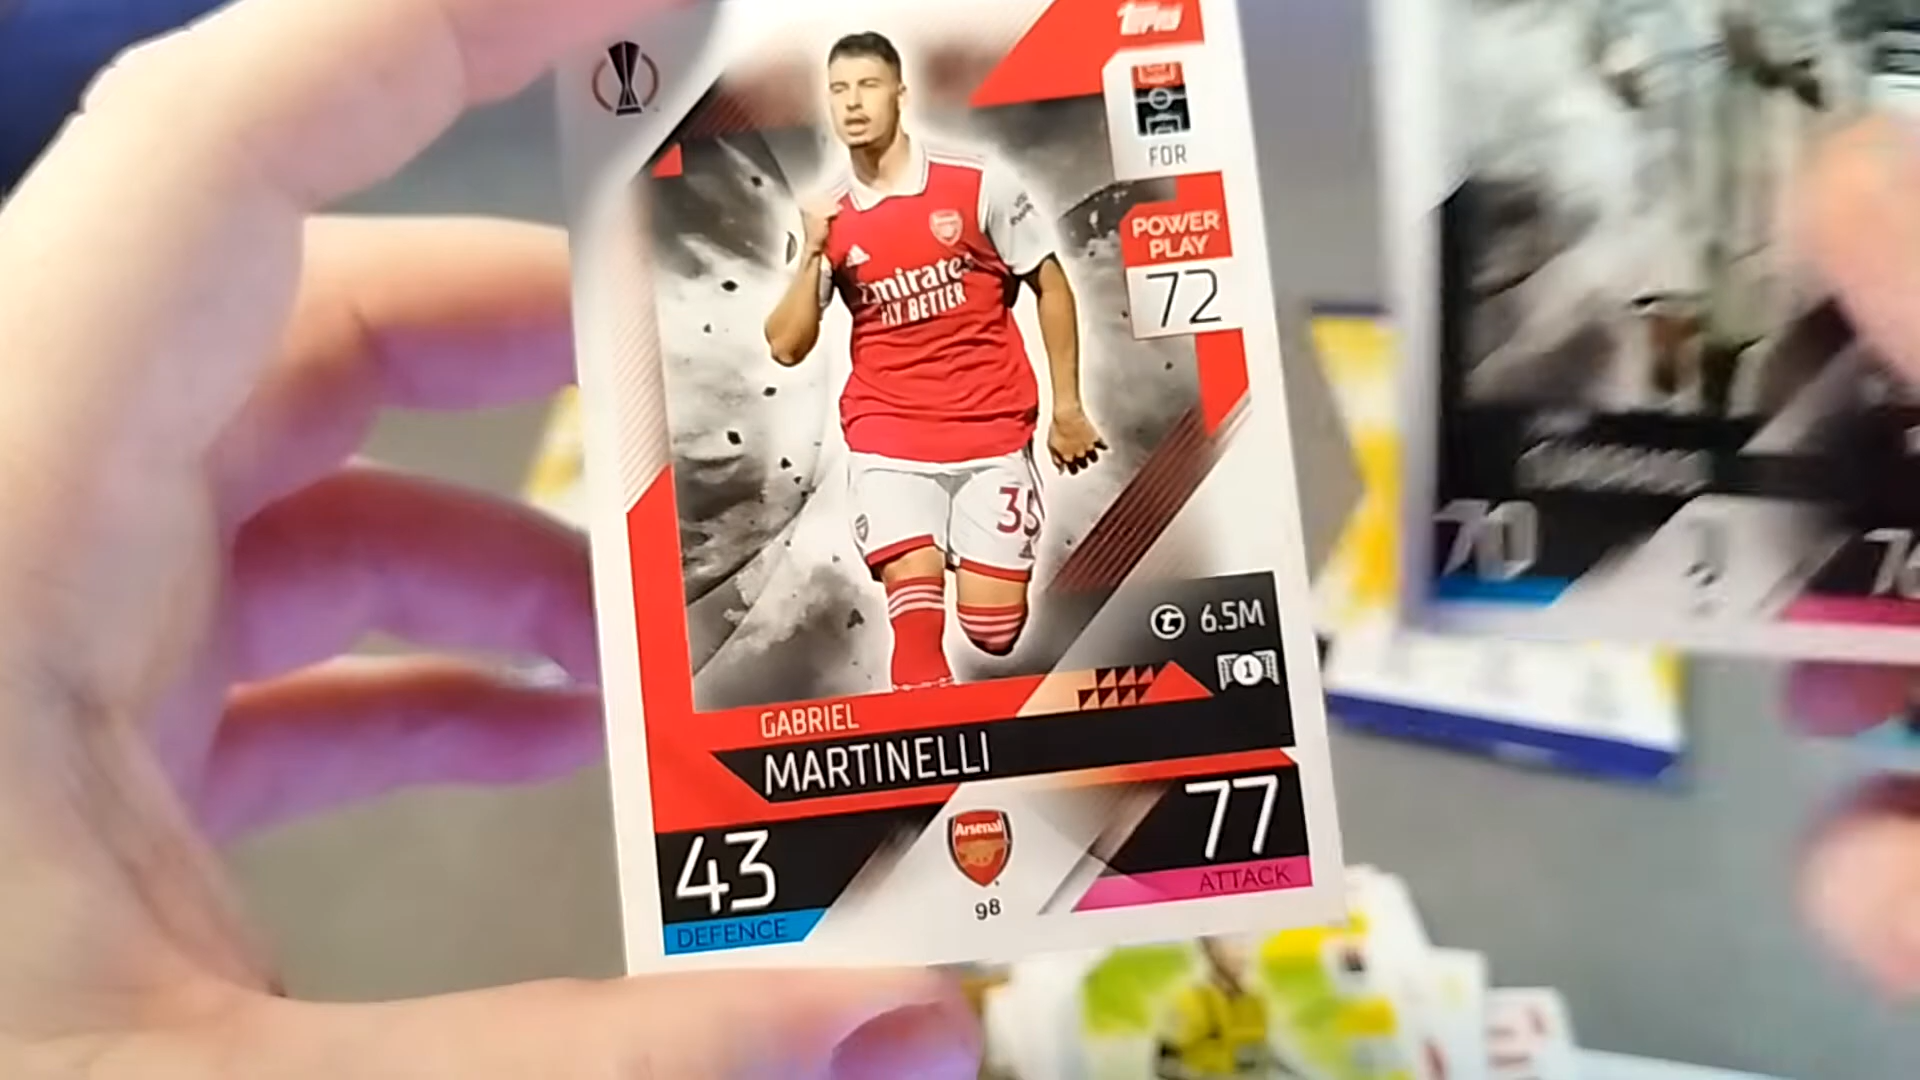 topps
FOR
POWER
PLAY
72
Emirates
FLY BETTER
35
6.5M
1
GABRIEL
MARTINELLI
43
DEFENCE
Arsenal
98
77
ATTACK
70